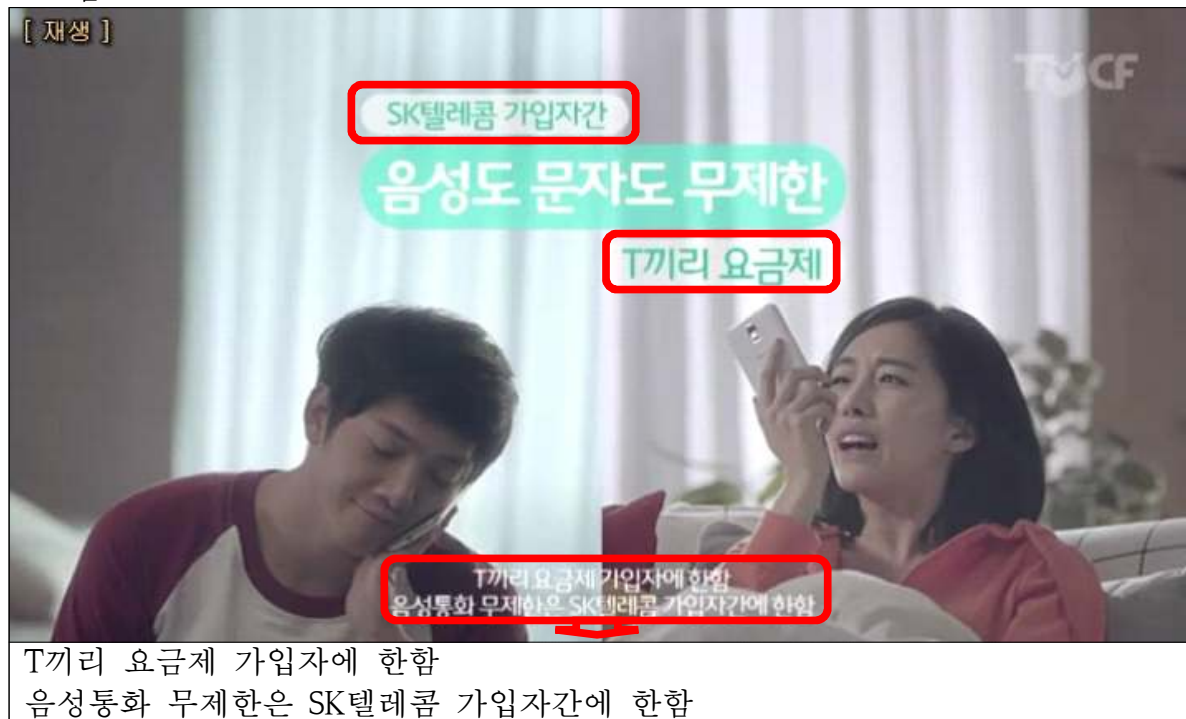 [ 재생 ]
TVCF
SK텔레콤 가입자간
음성도 문자도 무제한
T끼리 요금제
T끼리 요금제 가입자에 한함
음성통화 무제한은 SK텔레콤 가입자간에 한함
T끼리 요금제 가입자에 한함
음성통화 무제한은 SK텔레콤 가입자간에 한함